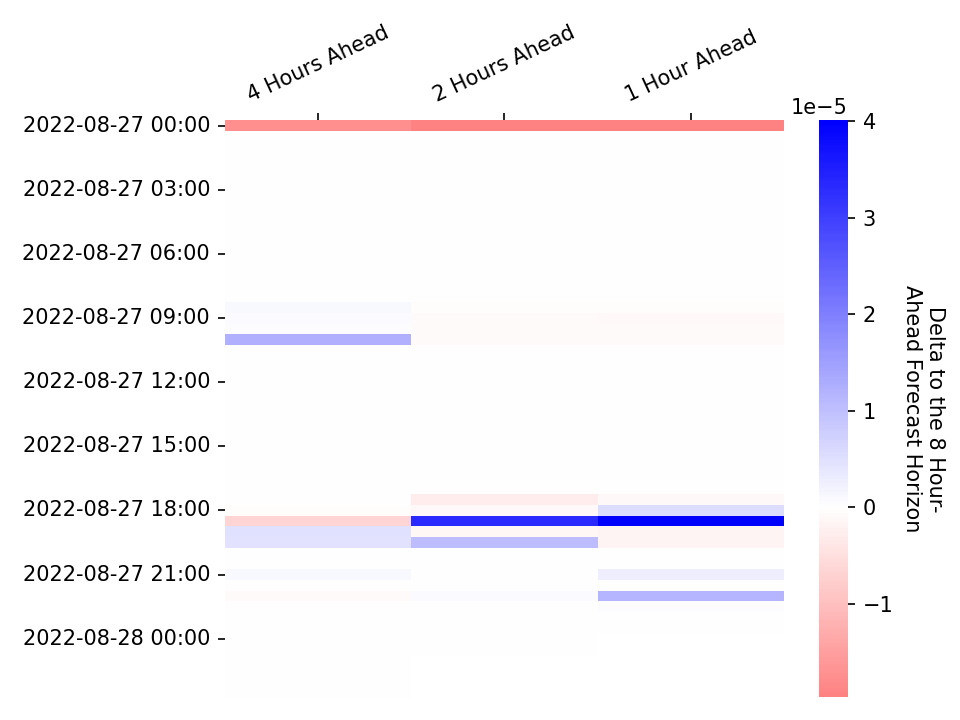 4 Hours Ahead
2 Hours Ahead
1 Hour Ahead
1e−5
2022-08-27 00:00
2022-08-27 03:00
2022-08-27 06:00
2022-08-27 09:00
2022-08-27 12:00
2022-08-27 15:00
2022-08-27 18:00
2022-08-27 21:00
2022-08-28 00:00
4
3
2
1
0
−1
Delta to the 8 Hour-
Ahead Forecast Horizon